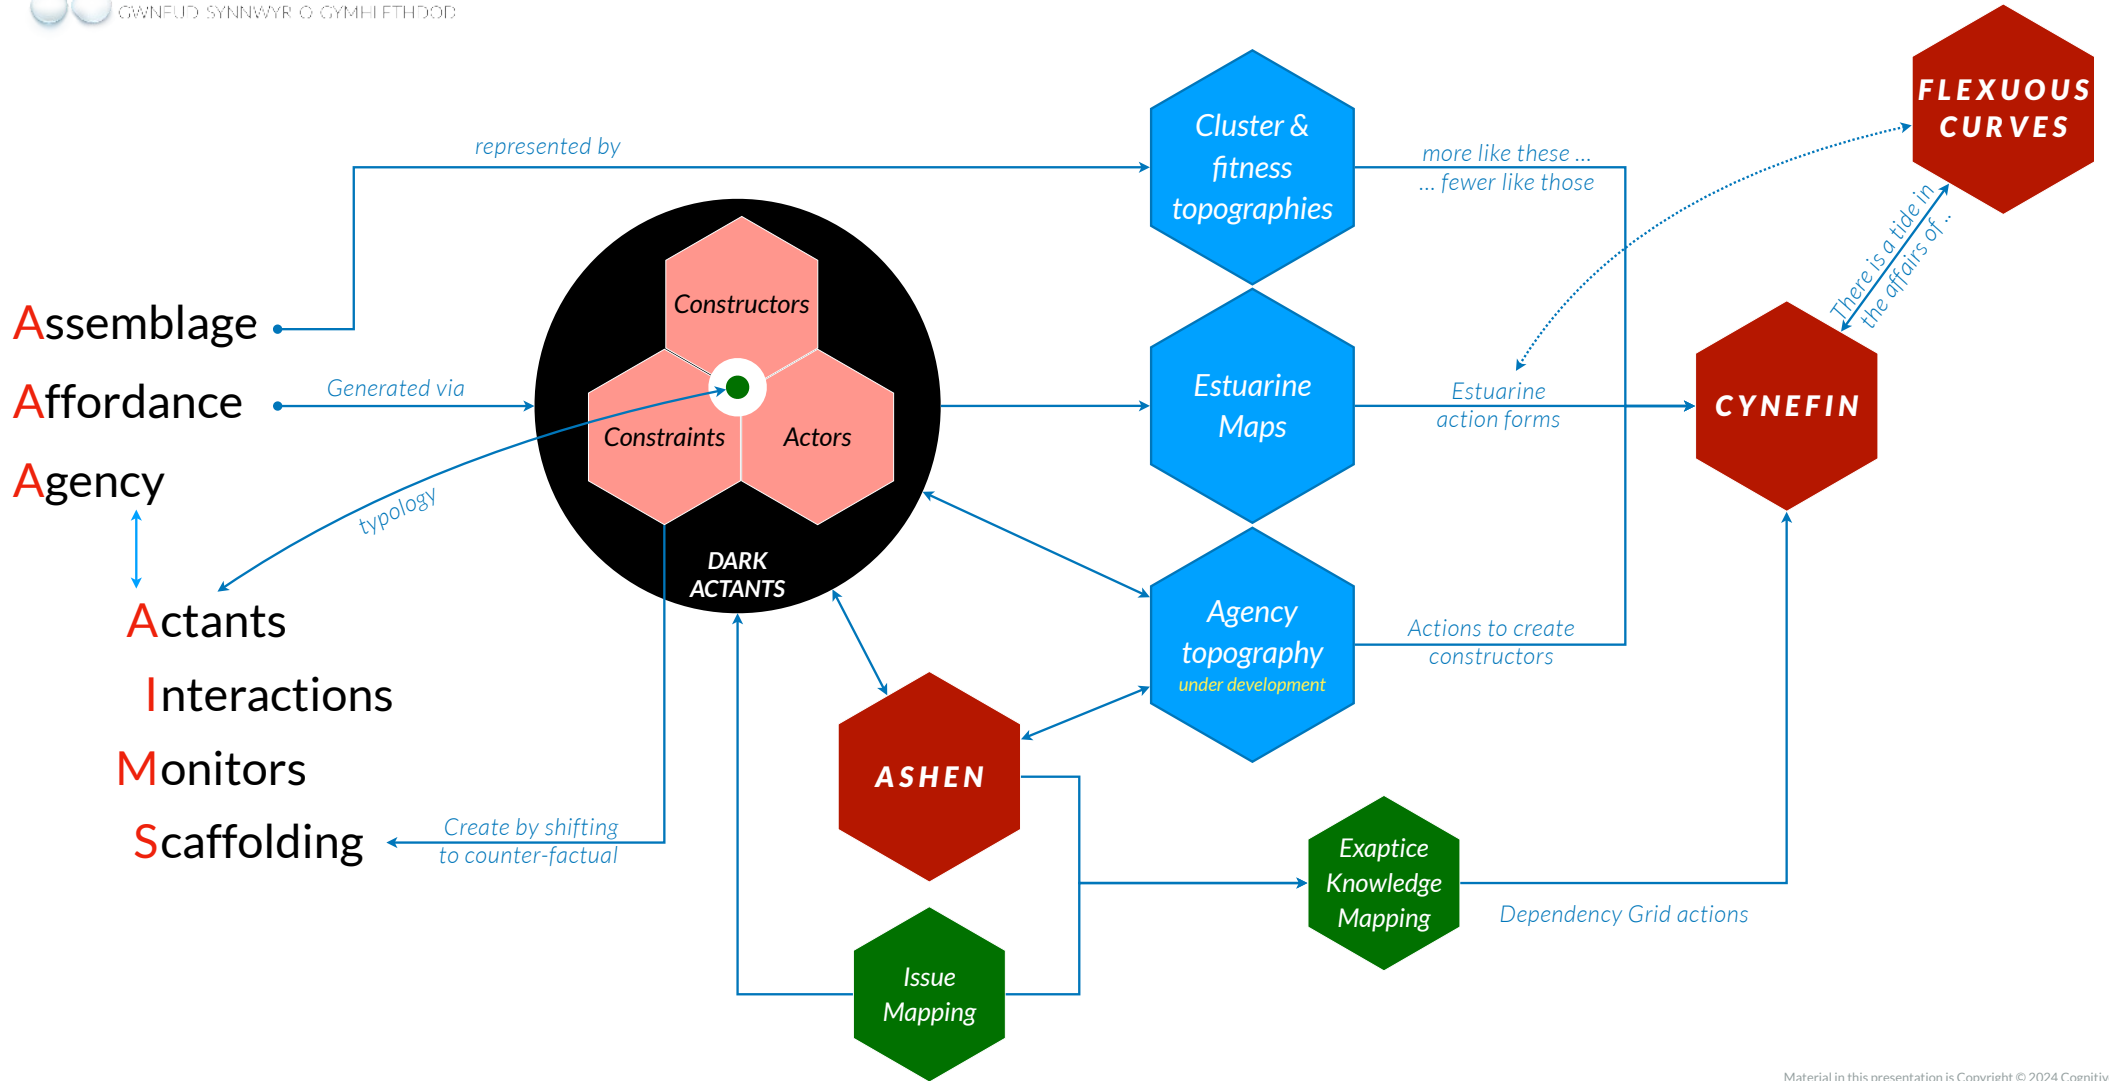 GWNEUD SYNNWYR O GYMHLETHDOD
FLEXUOUS
CURVES
Cluster &
fitness
topographies
represented by
more like these ...
... fewer like those
There is a tide in
the affairs of ..
Constructors
Assemblage
Affordance
Generated via
Agency
Constraints
Actors
Estuarine
Maps
Estuarine
action forms
CYNEFIN
typology
DARK
ACTANTS
Actants
Interactions
Monitors
Scaffolding
Create by shifting
to counter-factual
Agency
topography
under development
Actions to create
constructors
ASHEN
Exaptice
Knowledge
Mapping
Dependency Grid actions
Issue
Mapping
Material in this presentation is Copyright © 2024 Cognitiv